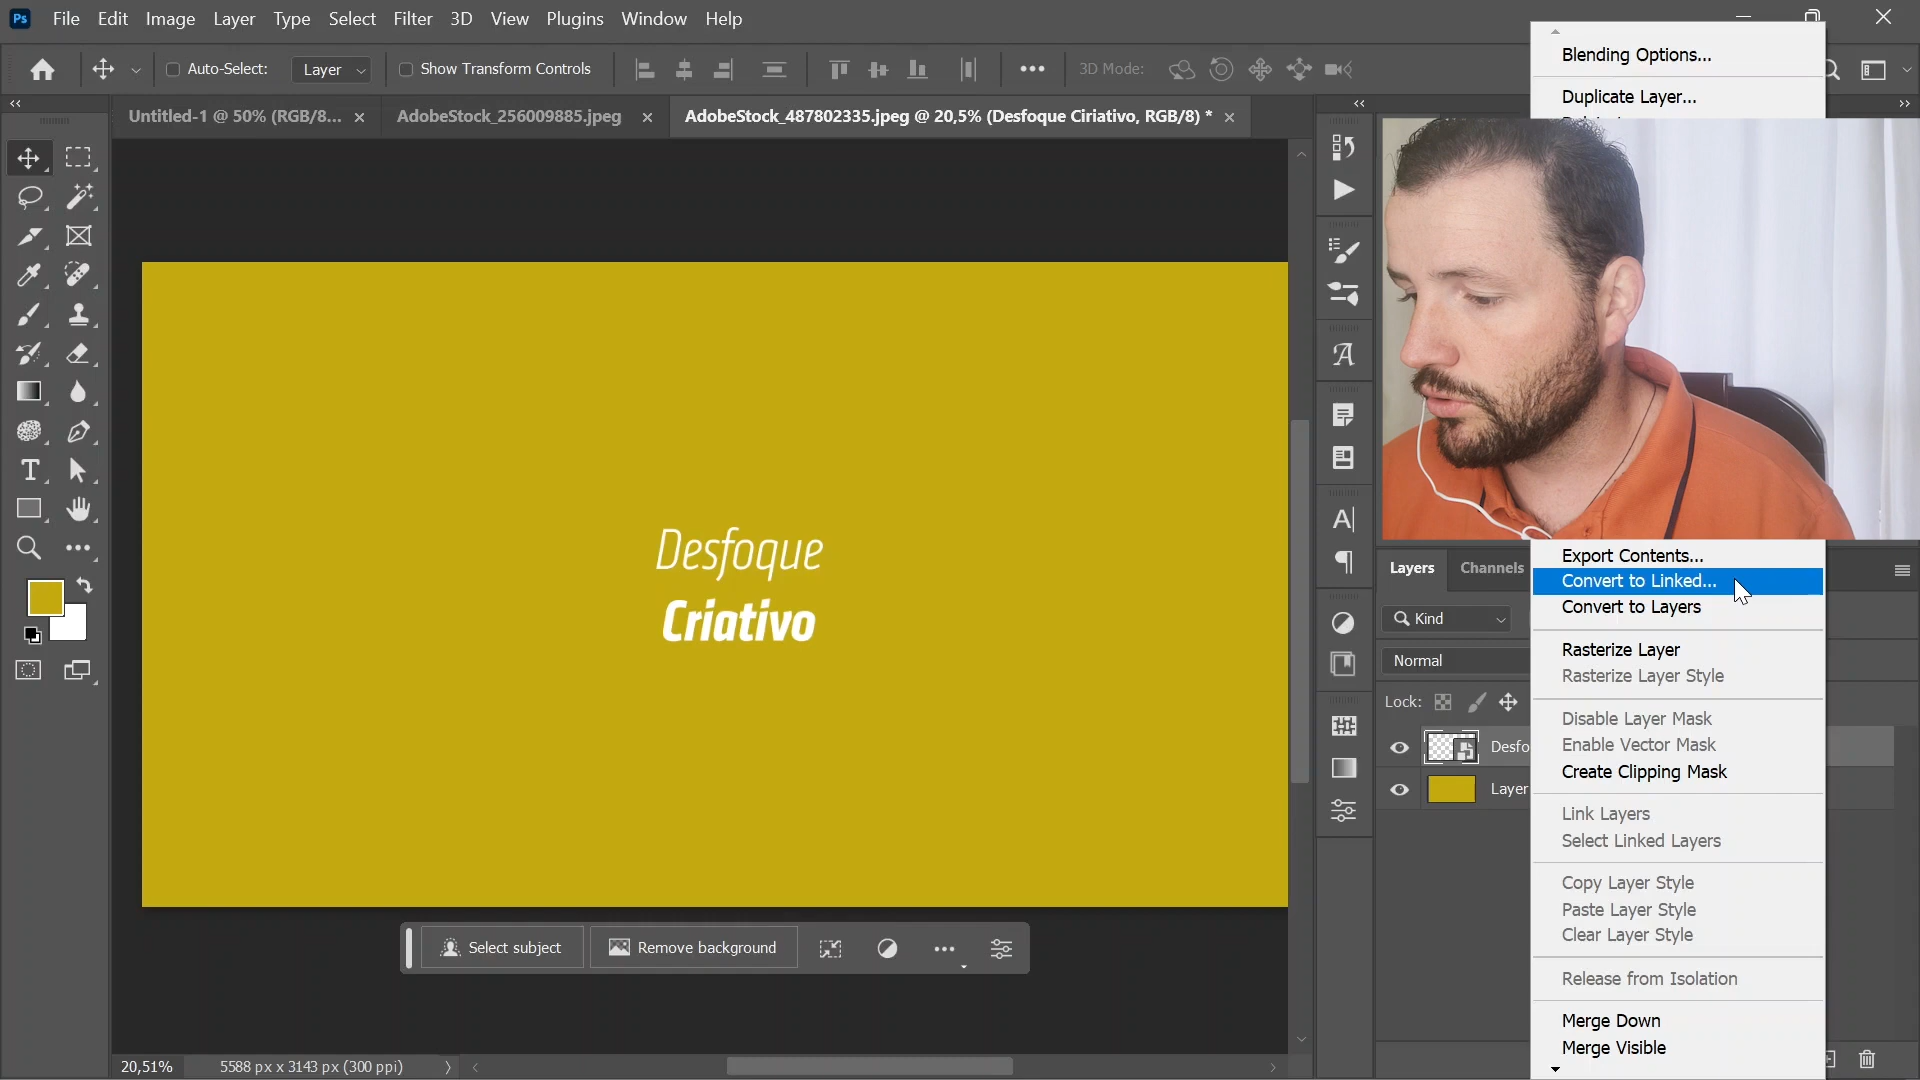 Ps File Edit Image Layer Type Select Filter 3D View Plugins Window Help
Auto-Select: Layer Show Transform Controls 3D Mode:
Untitled-1 @ 50% (RGB/8... AdobeStock_256009885.jpeg AdobeStock_487802335.jpeg @ 20,5% (Desfoque Ciriativo, RGB/8) *
Desfoque
Criativo
Select subject Remove background
20,51% 5588 px x 3143 px (300 ppi)
Blending Options...
Duplicate Layer...
Layers Channels
Kind
Normal
Lock:
Desfo
Layer
Export Contents...
Convert to Linked...
Convert to Layers
Rasterize Layer
Rasterize Layer Style
Disable Layer Mask
Enable Vector Mask
Create Clipping Mask
Link Layers
Select Linked Layers
Copy Layer Style
Paste Layer Style
Clear Layer Style
Release from Isolation
Merge Down
Merge Visible